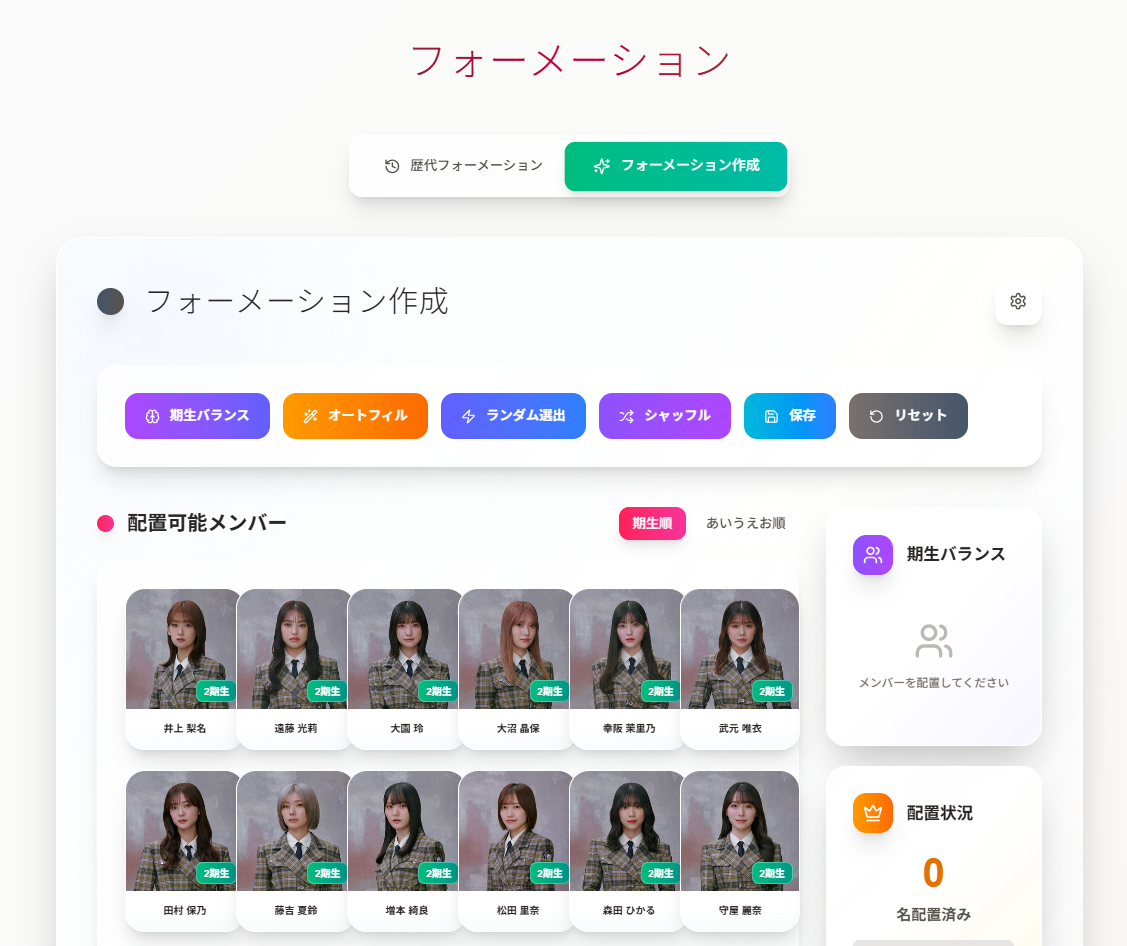 フォーメーション
歴代フォーメーション
フォーメーション作成
フォーメーション作成
期生バランス
オートフィル
ランダム選出
シャッフル
保存
リセット
配置可能メンバー
期生順
あいうえお順
2期生
2期生
2期生
2期生
2期生
2期生
井上 梨名
遠藤 光莉
大園 玲
大沼 晶保
幸阪 茉里乃
武元 唯衣
2期生
2期生
2期生
2期生
2期生
2期生
田村 保乃
藤吉 夏鈴
増本 綺良
松田 里奈
森田 ひかる
守屋 麗奈
期生バランス
メンバーを配置してください
配置状況
0
名配置済み